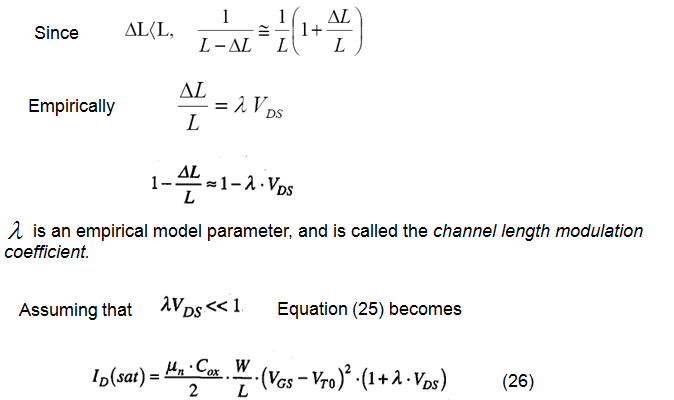 Since ΔL⟨L, 1/(L−ΔL) ≅ 1/L(1+ΔL/L)
Empirically ΔL/L = λ V_DS
1−ΔL/L ≈ 1−λ·V_DS
λ is an empirical model parameter, and is called the channel length modulation
coefficient.
Assuming that λV_DS << 1 Equation (25) becomes
I_D(sat) = μ_n·C_ox/2 · W/L · (V_GS − V_T0)² · (1+λ·V_DS) (26)